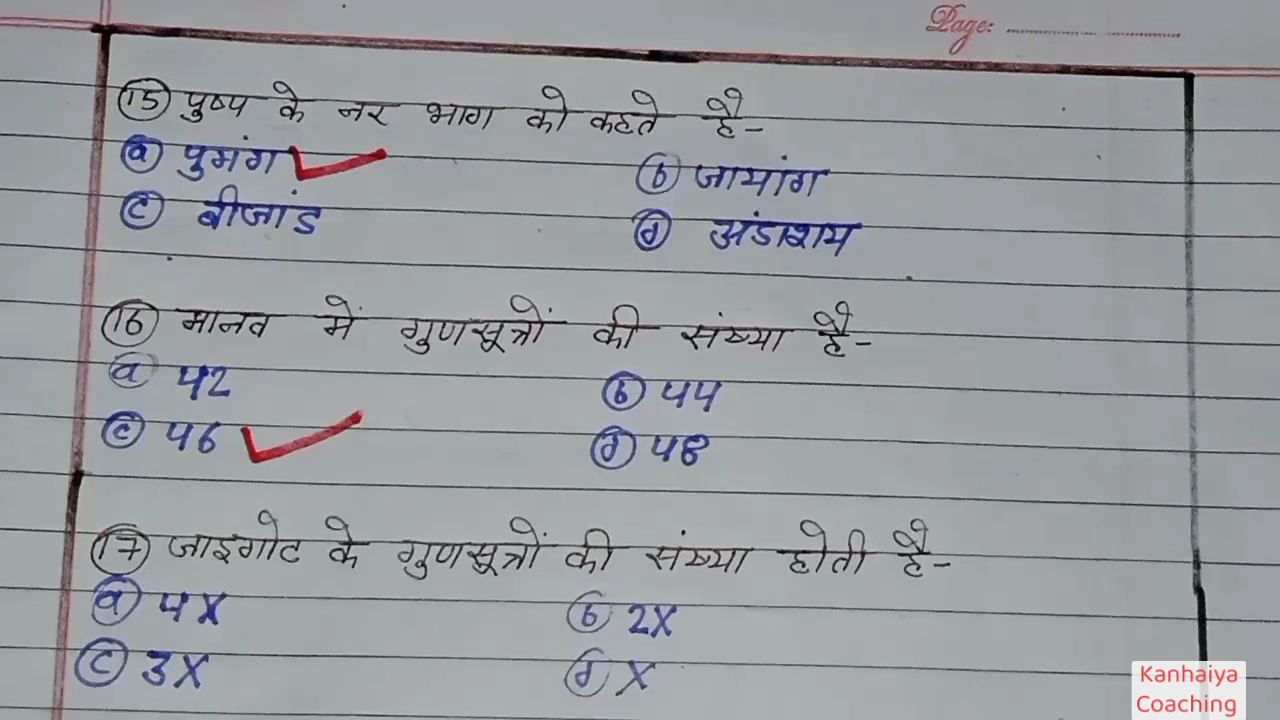 Page:
(15) पुष्प के नर भाग को कहते है-
(a) पुमंग (b) जायांग
(c) बीजांड (d) अंडाशय
(16) मानव में गुणसूत्रों की संख्या है-
(a) 42 (b) 44
(c) 46 (d) 48
(17) जाइगोट के गुणसूत्रों की संख्या होती है-
(a) 4X (b) 2X
(c) 3X (d) X
Kanhaiya
Coaching